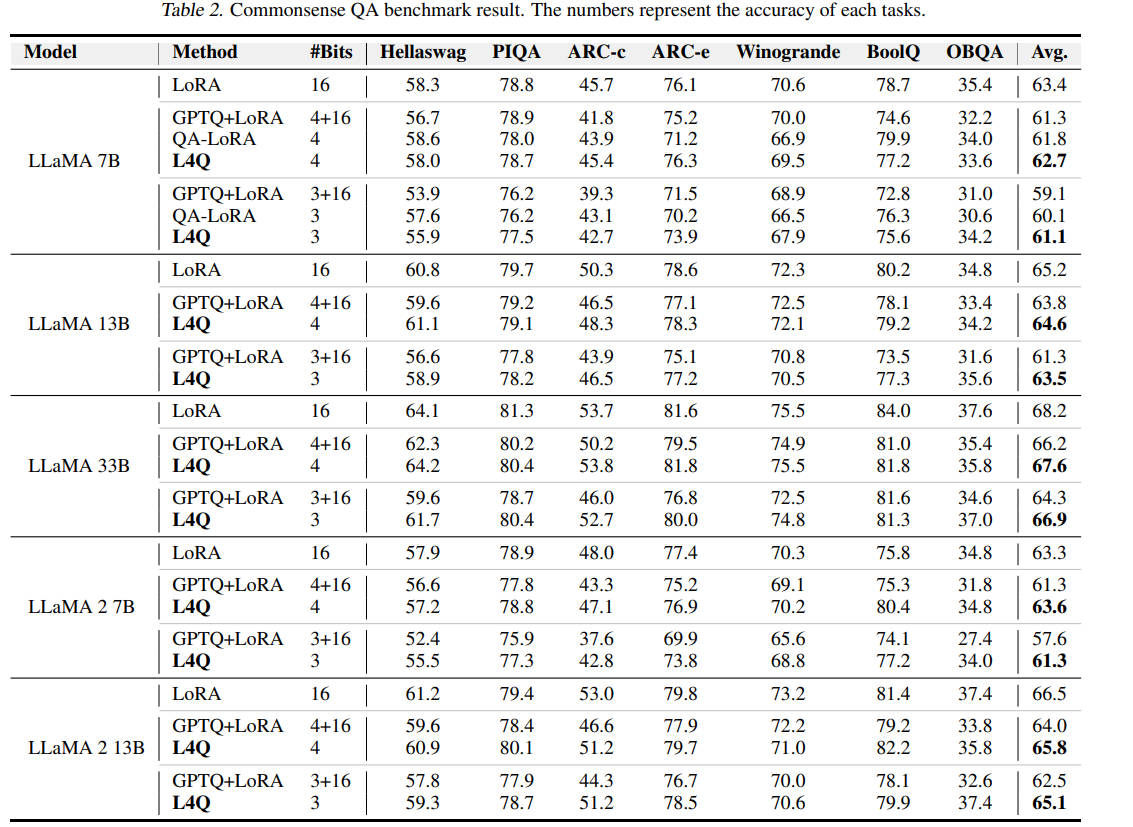 Table 2. Commonsense QA benchmark result. The numbers represent the accuracy of each tasks.
Model Method #Bits Hellaswag PIQA ARC-c ARC-e Winogrande BoolQ OBQA Avg.
LoRA 16 58.3 78.8 45.7 76.1 70.6 78.7 35.4 63.4
GPTQ+LoRA 4+16 56.7 78.9 41.8 75.2 70.0 74.6 32.2 61.3
QA-LoRA 4 58.6 78.0 43.9 71.2 66.9 79.9 34.0 61.8
LLaMA 7B L4Q 4 58.0 78.7 45.4 76.3 69.5 77.2 33.6 62.7
GPTQ+LoRA 3+16 53.9 76.2 39.3 71.5 68.9 72.8 31.0 59.1
QA-LoRA 3 57.6 76.2 43.1 70.2 66.5 76.3 30.6 60.1
L4Q 3 55.9 77.5 42.7 73.9 67.9 75.6 34.2 61.1
LoRA 16 60.8 79.7 50.3 78.6 72.3 80.2 34.8 65.2
GPTQ+LoRA 4+16 59.6 79.2 46.5 77.1 72.5 78.1 33.4 63.8
LLaMA 13B L4Q 4 61.1 79.1 48.3 78.3 72.1 79.2 34.2 64.6
GPTQ+LoRA 3+16 56.6 77.8 43.9 75.1 70.8 73.5 31.6 61.3
L4Q 3 58.9 78.2 46.5 77.2 70.5 77.3 35.6 63.5
LoRA 16 64.1 81.3 53.7 81.6 75.5 84.0 37.6 68.2
GPTQ+LoRA 4+16 62.3 80.2 50.2 79.5 74.9 81.0 35.4 66.2
LLaMA 33B L4Q 4 64.2 80.4 53.8 81.8 75.5 81.8 35.8 67.6
GPTQ+LoRA 3+16 59.6 78.7 46.0 76.8 72.5 81.6 34.6 64.3
L4Q 3 61.7 80.4 52.7 80.0 74.8 81.3 37.0 66.9
LoRA 16 57.9 78.9 48.0 77.4 70.3 75.8 34.8 63.3
GPTQ+LoRA 4+16 56.6 77.8 43.3 75.2 69.1 75.3 31.8 61.3
LLaMA 2 7B L4Q 4 57.2 78.8 47.1 76.9 70.2 80.4 34.8 63.6
GPTQ+LoRA 3+16 52.4 75.9 37.6 69.9 65.6 74.1 27.4 57.6
L4Q 3 55.5 77.3 42.8 73.8 68.8 77.2 34.0 61.3
LoRA 16 61.2 79.4 53.0 79.8 73.2 81.4 37.4 66.5
GPTQ+LoRA 4+16 59.6 78.4 46.6 77.9 72.2 79.2 33.8 64.0
LLaMA 2 13B L4Q 4 60.9 80.1 51.2 79.7 71.0 82.2 35.8 65.8
GPTQ+LoRA 3+16 57.8 77.9 44.3 76.7 70.0 78.1 32.6 62.5
L4Q 3 59.3 78.7 51.2 78.5 70.6 79.9 37.4 65.1